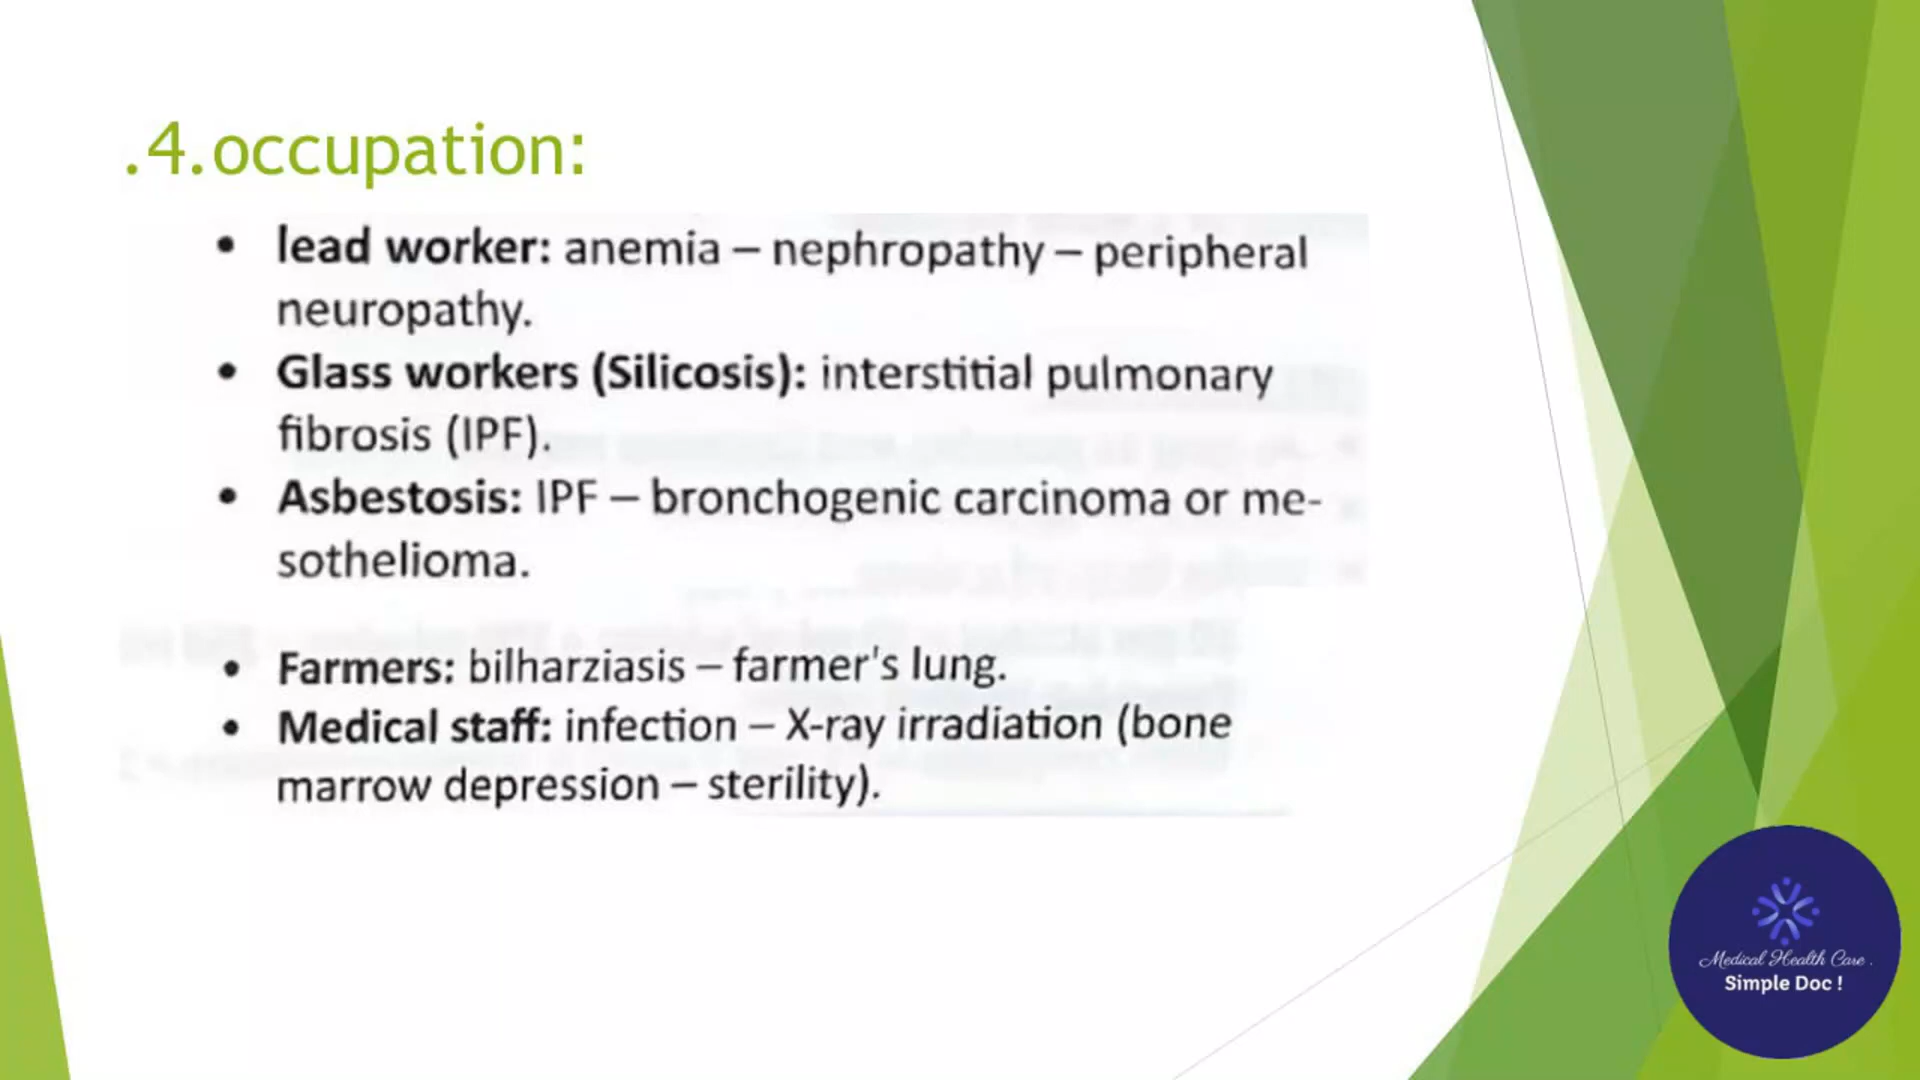 .4.occupation:
• lead worker: anemia – nephropathy – peripheral
neuropathy.
• Glass workers (Silicosis): interstitial pulmonary
fibrosis (IPF).
• Asbestosis: IPF – bronchogenic carcinoma or me-
sothelioma.
• Farmers: bilharziasis – farmer's lung.
• Medical staff: infection – X-ray irradiation (bone
marrow depression – sterility).
Medical Health Care .
Simple Doc !